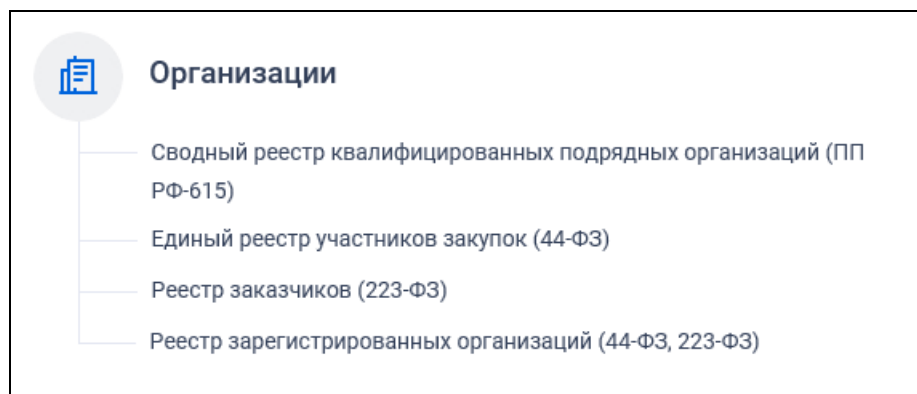 Организации
Сводный реестр квалифицированных подрядных организаций (ПП
РФ-615)
Единый реестр участников закупок (44-ФЗ)
Реестр заказчиков (223-ФЗ)
Реестр зарегистрированных организаций (44-ФЗ, 223-ФЗ)